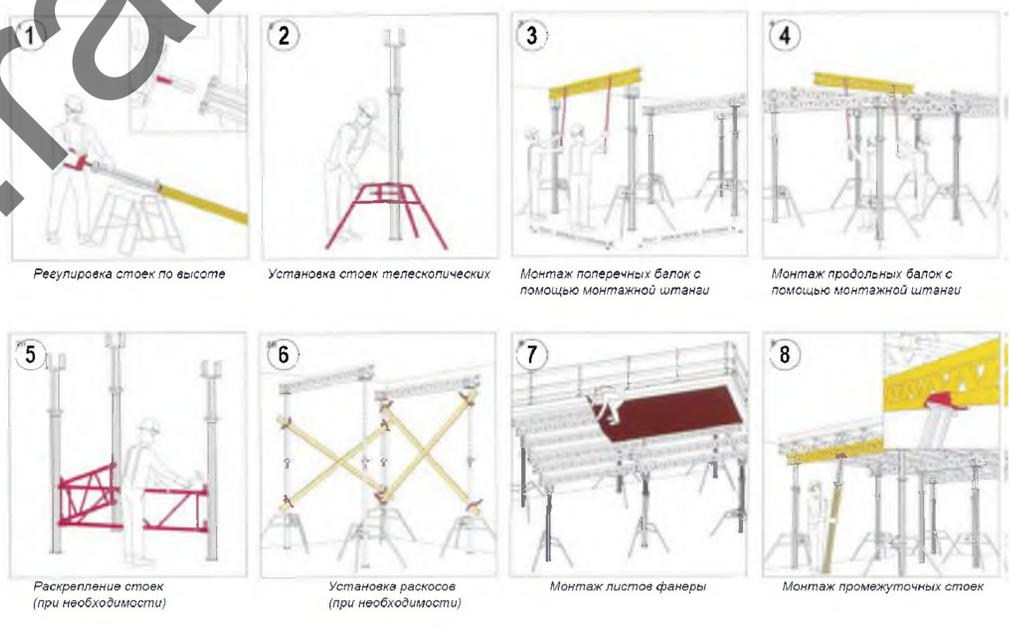 1
2
3
4
Регулировка стоек по высоте
Установка стоек телескопических
Монтаж поперечных балок с
помощью монтажной штанги
Монтаж продольных балок с
помощью монтажной штанги
5
6
7
8
Раскрепление стоек
(при необходимости)
Установка раскосов
(при необходимости)
Монтаж листов фанеры
Монтаж промежуточных стоек